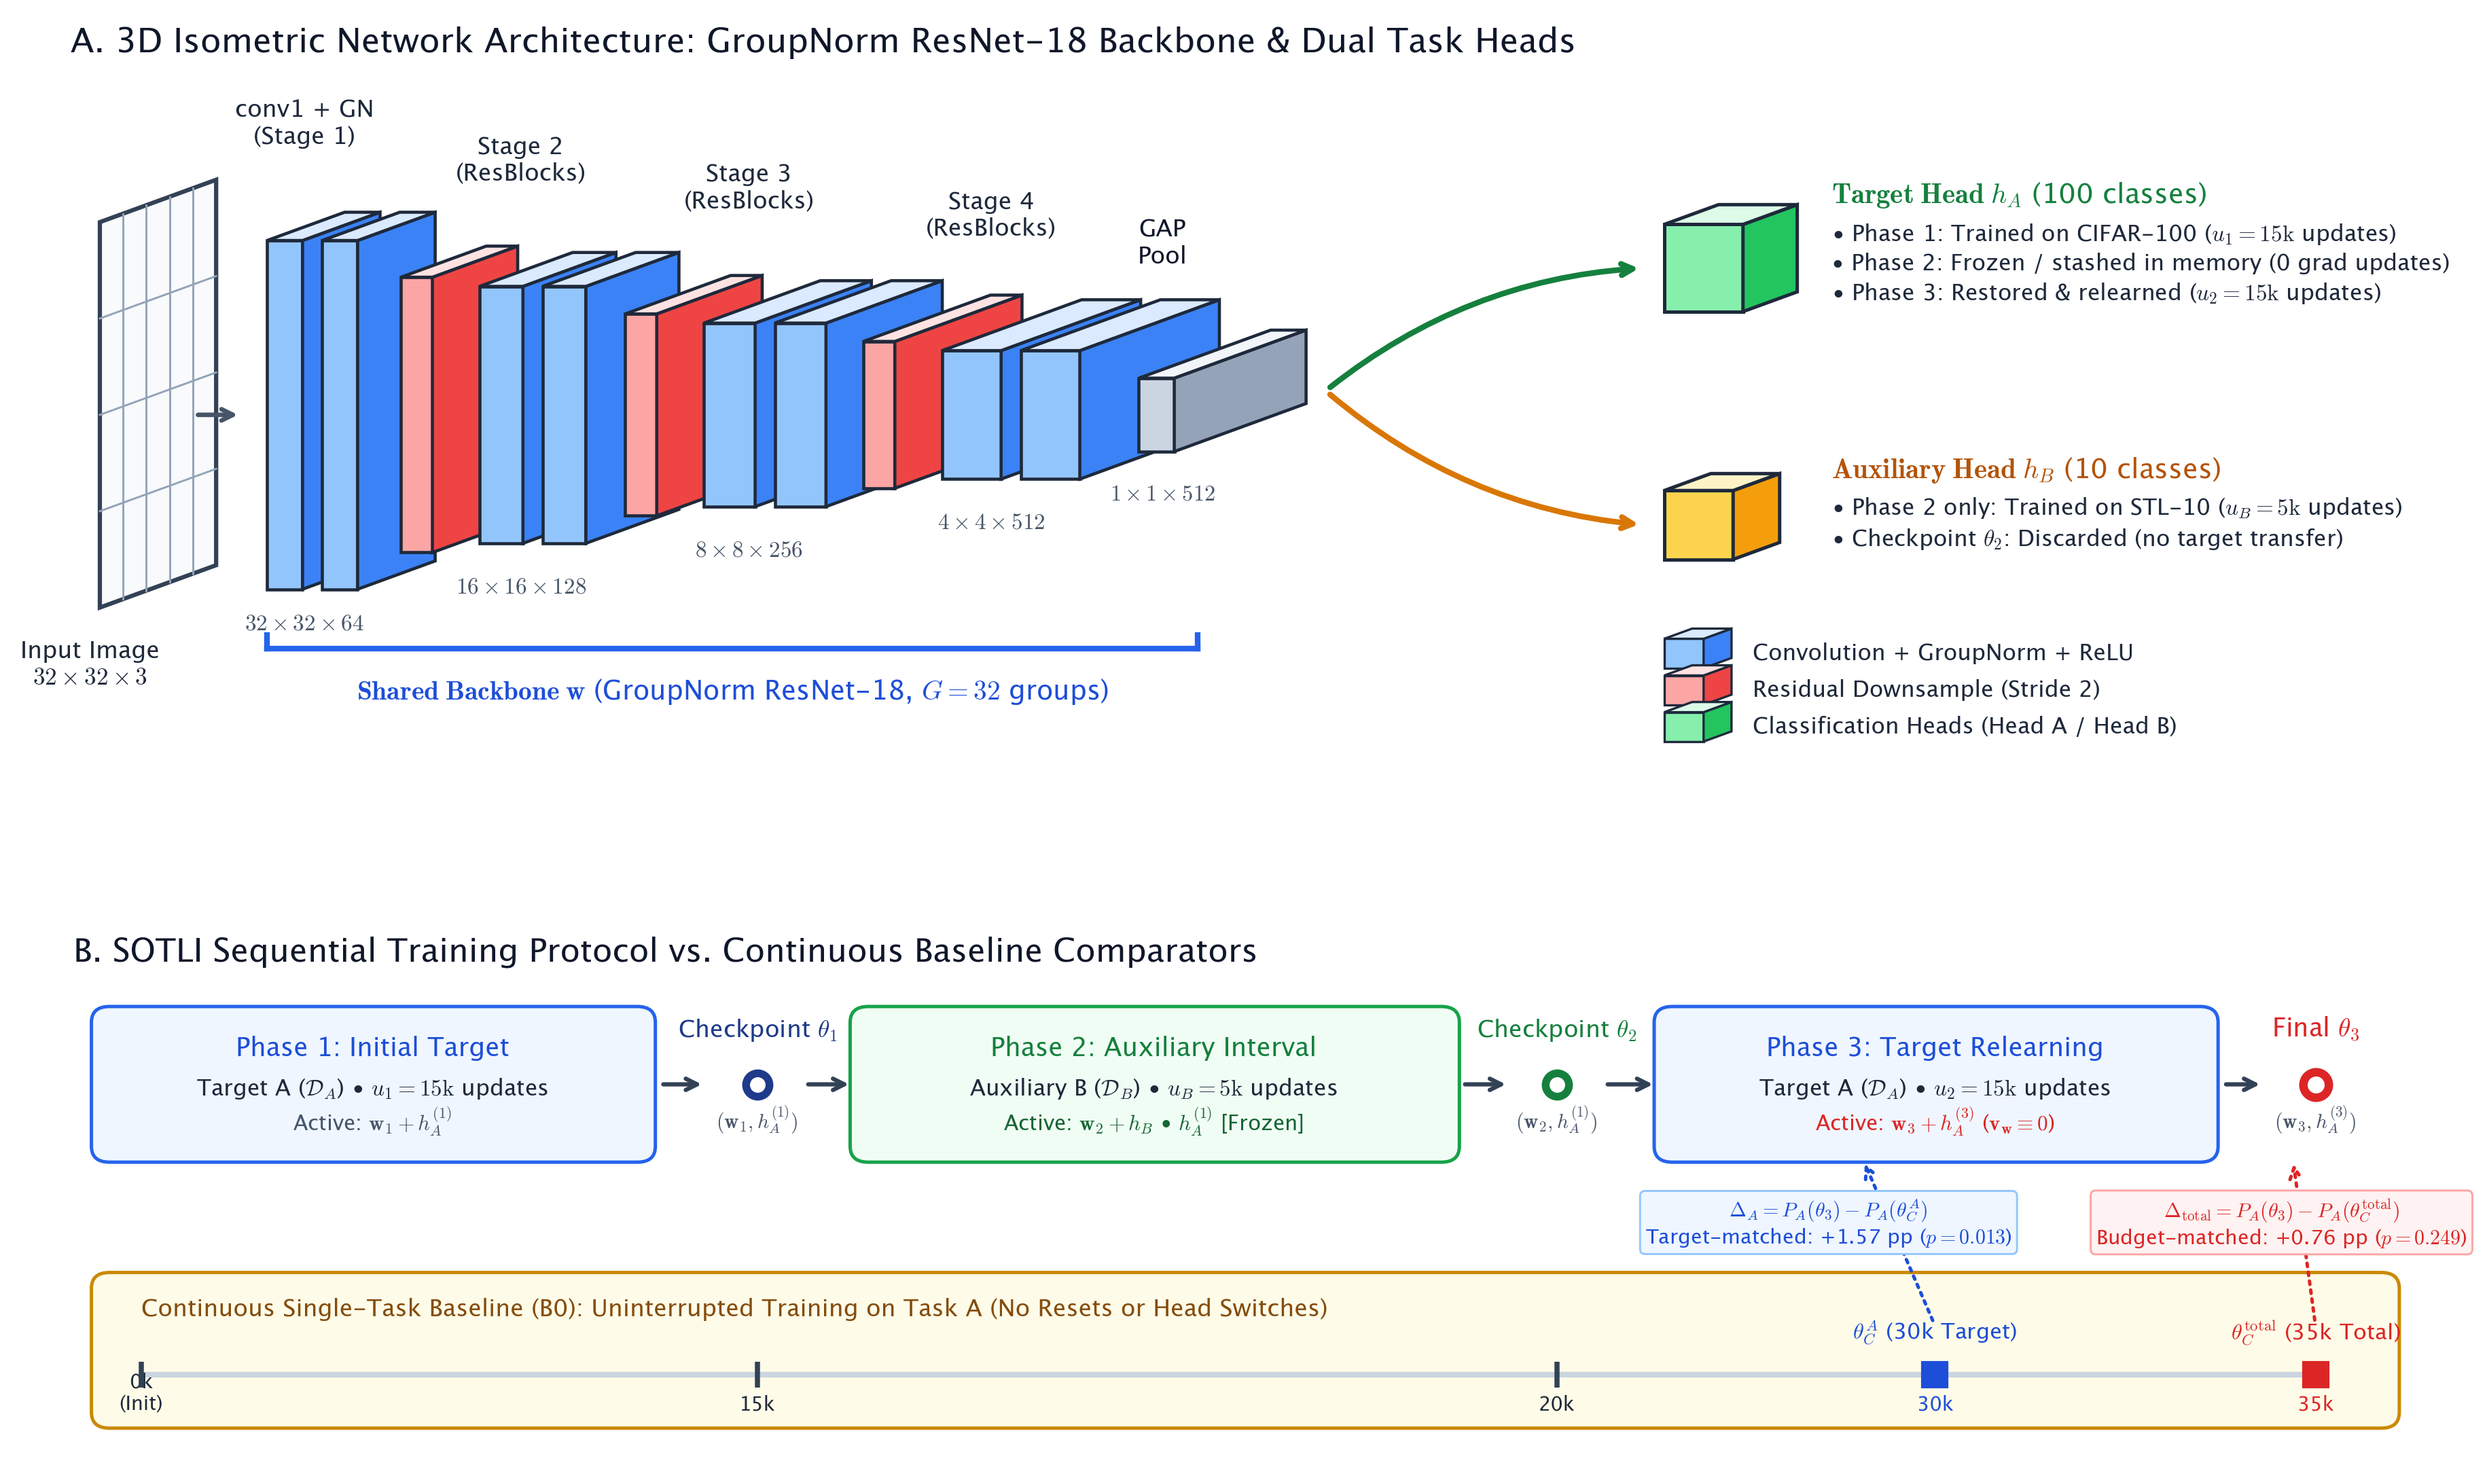 A. 3D Isometric Network Architecture: GroupNorm ResNet-18 Backbone & Dual Task Heads
conv1 + GN
(Stage 1)
Stage 2
(ResBlocks)
Stage 3
(ResBlocks)
Stage 4
(ResBlocks)
GAP
Pool
Input Image
32 × 32 × 3
32 × 32 × 64
16 × 16 × 128
8 × 8 × 256
4 × 4 × 512
1 × 1 × 512
Shared Backbone w (GroupNorm ResNet-18, G = 32 groups)
Target Head h_A (100 classes)
• Phase 1: Trained on CIFAR-100 (u_1 = 15k updates)
• Phase 2: Frozen / stashed in memory (0 grad updates)
• Phase 3: Restored & relearned (u_2 = 15k updates)
Auxiliary Head h_B (10 classes)
• Phase 2 only: Trained on STL-10 (u_B = 5k updates)
• Checkpoint θ_2: Discarded (no target transfer)
Convolution + GroupNorm + ReLU
Residual Downsample (Stride 2)
Classification Heads (Head A / Head B)
B. SOTLI Sequential Training Protocol vs. Continuous Baseline Comparators
Phase 1: Initial Target
Target A (𝒟_A) • u_1 = 15k updates
Active: w_1 + h_A^(1)
Checkpoint θ_1
(w_1, h_A^(1))
Phase 2: Auxiliary Interval
Auxiliary B (𝒟_B) • u_B = 5k updates
Active: w_2 + h_B • h_A^(1) [Frozen]
Checkpoint θ_2
(w_2, h_A^(1))
Phase 3: Target Relearning
Target A (𝒟_A) • u_2 = 15k updates
Active: w_3 + h_A^(3) (v_w = 0)
Final θ_3
(w_3, h_A^(3))
Δ_A = P_A(θ_3) − P_A(θ_C^A)
Target-matched: +1.57 pp (p = 0.013)
Δ_total = P_A(θ_3) − P_A(θ_C^total)
Budget-matched: +0.76 pp (p = 0.249)
Continuous Single-Task Baseline (B0): Uninterrupted Training on Task A (No Resets or Head Switches)
θ_C^A (30k Target)
θ_C^total (35k Total)
0k
(Init)
15k
20k
30k
35k